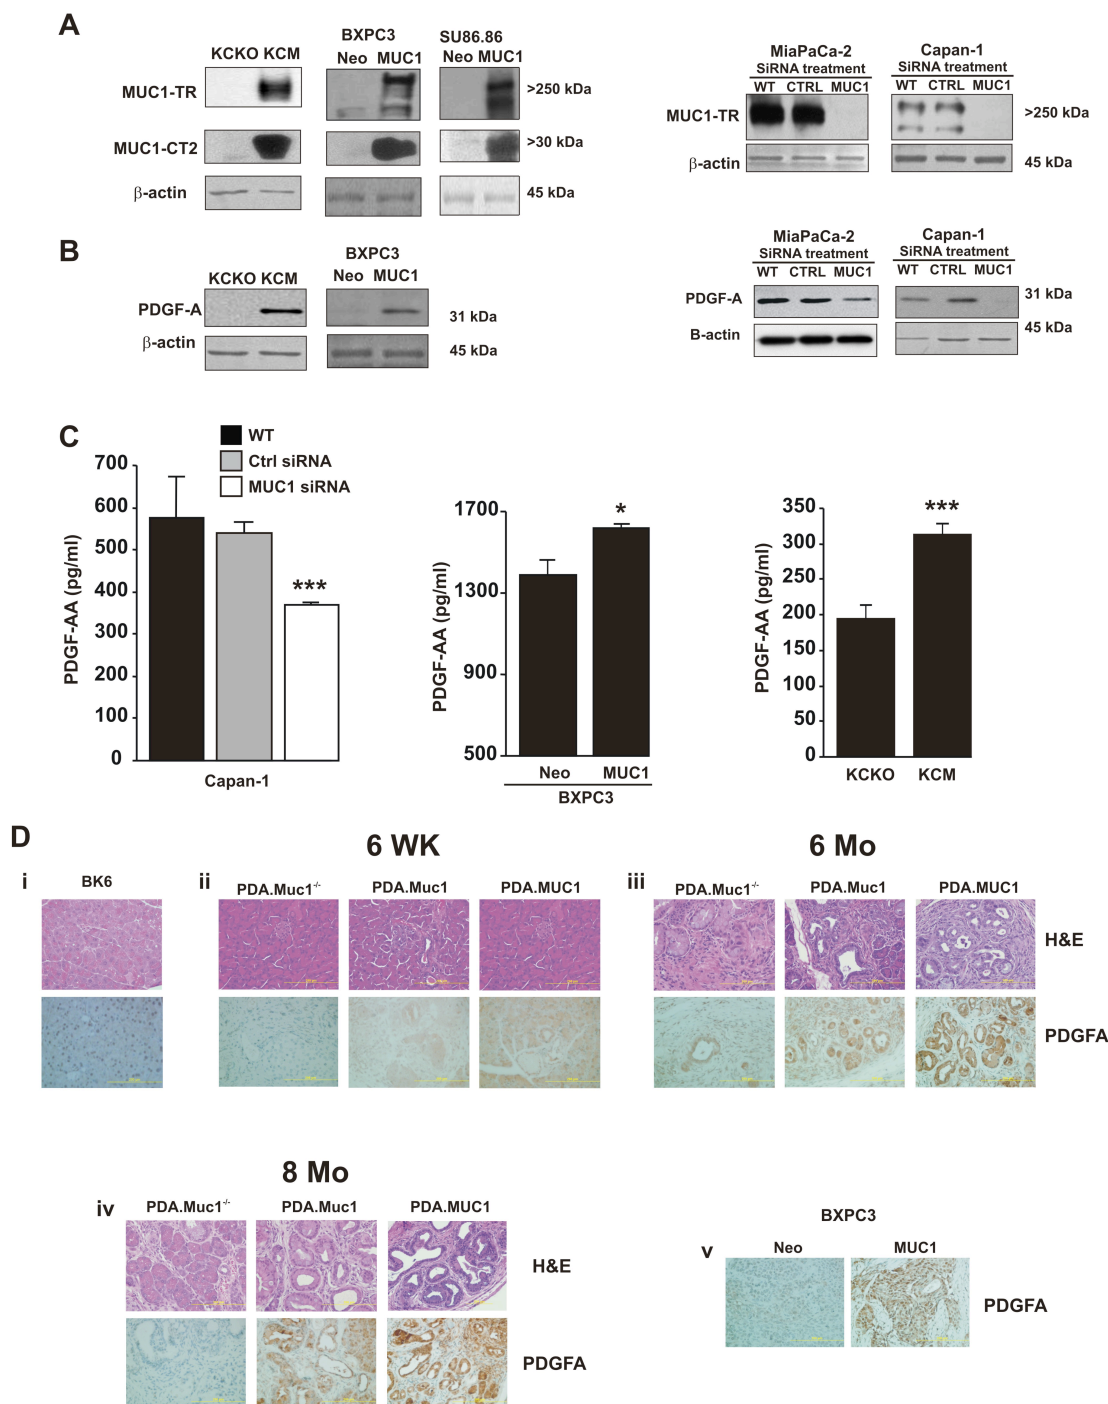 A
KCKO KCM
BXPC3
Neo MUC1
SU86.86
Neo MUC1
MUC1-TR
>250 kDa
MUC1-CT2
>30 kDa
β-actin
45 kDa
MiaPaCa-2
SiRNA treatment
WT CTRL MUC1
Capan-1
SiRNA treatment
WT CTRL MUC1
MUC1-TR
>250 kDa
β-actin
45 kDa
B
KCKO KCM
BXPC3
Neo MUC1
PDGF-A
31 kDa
β-actin
45 kDa
MiaPaCa-2
SiRNA treatment
WT CTRL MUC1
Capan-1
SiRNA treatment
WT CTRL MUC1
PDGF-A
31 kDa
B-actin
45 kDa
C
WT
Ctrl siRNA
MUC1 siRNA
PDGF-AA (pg/ml)
700
600
500
400
300
200
100
0
***
Capan-1
PDGF-AA (pg/ml)
1700
1300
900
500
*
Neo MUC1
BXPC3
PDGF-AA (pg/ml)
350
300
250
200
150
100
50
0
***
KCKO KCM
D
6 WK
6 Mo
i
BK6
ii
PDA.Muc1-/-
PDA.Muc1
PDA.MUC1
iii
PDA.Muc1-/-
PDA.Muc1
PDA.MUC1
H&E
PDGFA
8 Mo
iv
PDA.Muc1-/-
PDA.Muc1
PDA.MUC1
H&E
PDGFA
BXPC3
v
Neo
MUC1
PDGFA